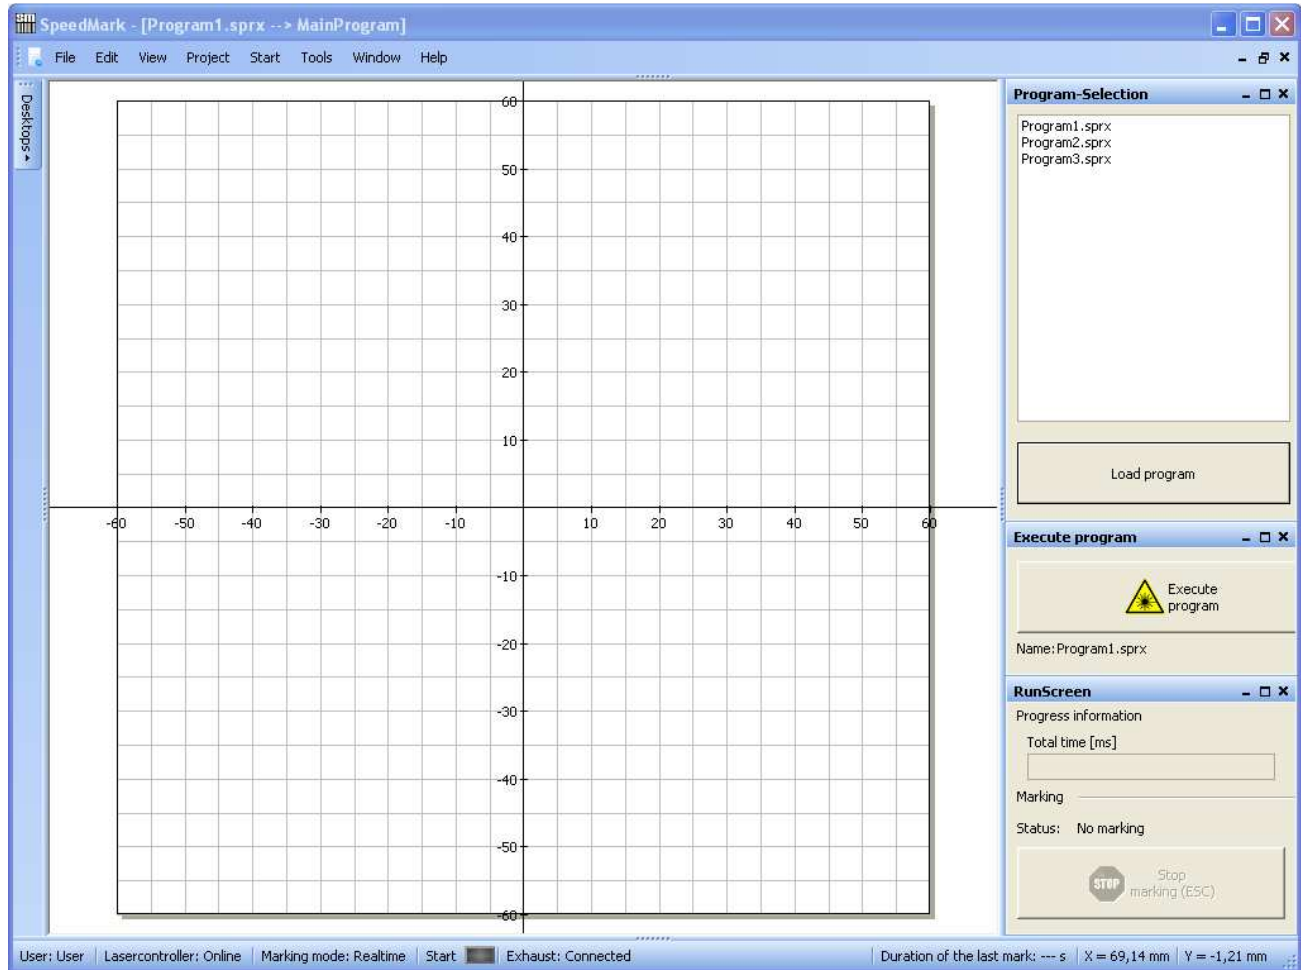 SpeedMark - [Program1.sprx --> MainProgram]
File Edit View Project Start Tools Window Help
Desktops
60
50
40
30
20
10
-60 -50 -40 -30 -20 -10 10 20 30 40 50 60
-10
-20
-30
-40
-50
-60
Program-Selection
Program1.sprx
Program2.sprx
Program3.sprx
Load program
Execute program
Execute
program
Name:Program1.sprx
RunScreen
Progress information
Total time [ms]
Marking
Status: No marking
STOP
Stop
marking (ESC)
User: User Lasercontroller: Online Marking mode: Realtime Start Exhaust: Connected Duration of the last mark: --- s X = 69,14 mm Y = -1,21 mm